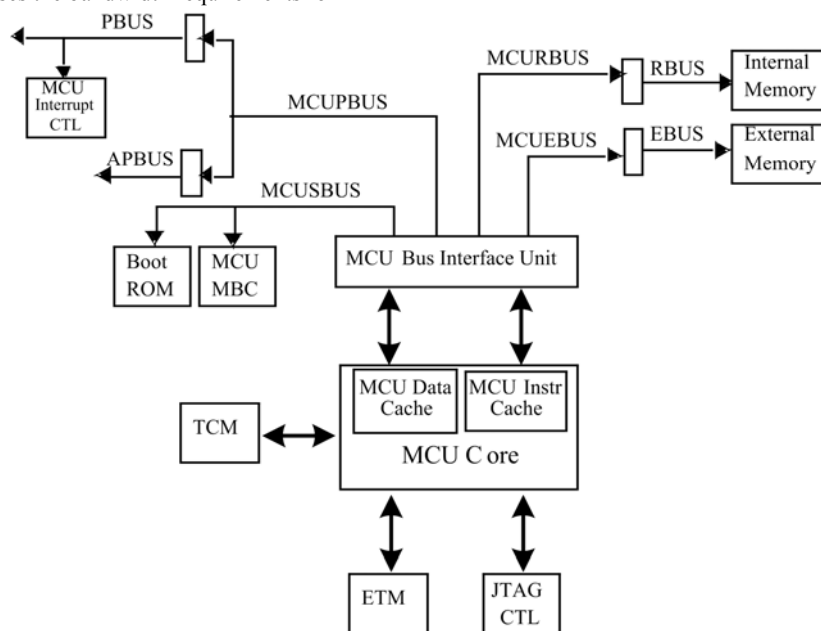 PBUS
MCU
Interrupt
CTL
MCUPBUS
APBUS
MCUSBUS
Boot
ROM
MCU
MBC
MCURBUS
RBUS
Internal
Memory
MCUEBUS
EBUS
External
Memory
MCU Bus Interface Unit
MCU Data
Cache
MCU Instr
Cache
MCU C ore
TCM
ETM
JTAG
CTL